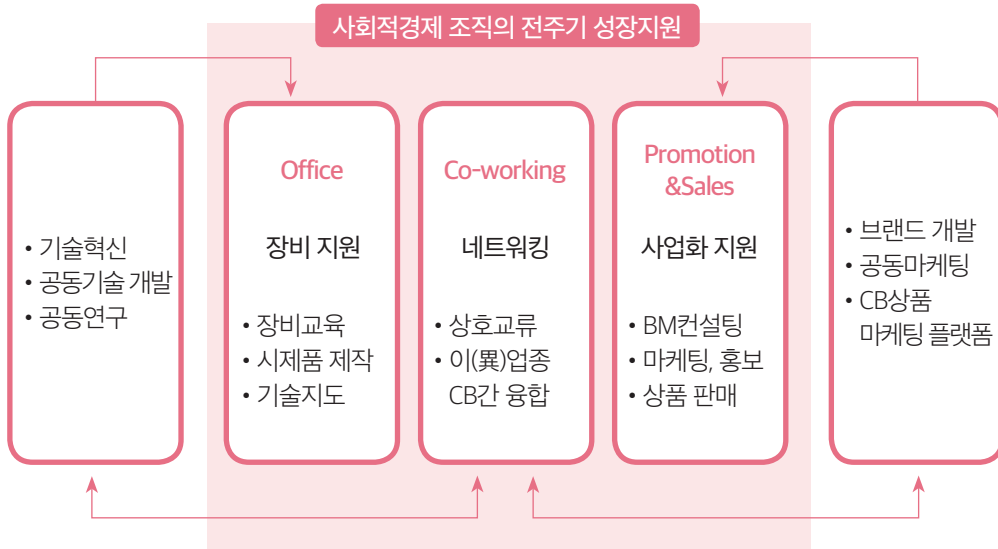 사회적경제 조직의 전주기 성장지원
• 기술혁신
• 공동기술 개발
• 공동연구
Office
장비 지원
• 장비교육
• 시제품 제작
• 기술지도
Co-working
네트워킹
• 상호교류
• 이(異)업종
CB간 융합
Promotion
&Sales
사업화 지원
• BM컨설팅
• 마케팅, 홍보
• 상품 판매
• 브랜드 개발
• 공동마케팅
• CB상품
마케팅 플랫폼